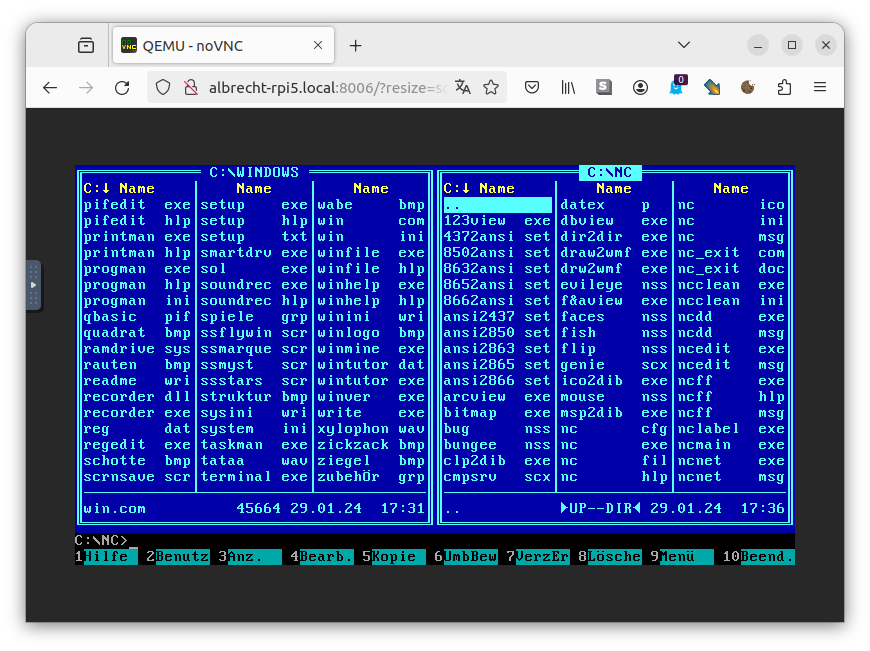 QEMU - noVNC
albrecht-rpi5.local:8006/?resize=sc
0
C:\WINDOWS
C:↓ Name Name Name
pifedit exe setup exe wabe bmp
pifedit hlp setup hlp win com
printman exe setup txt win ini
printman hlp smartdrv exe winfile exe
progman exe sol exe winfile hlp
progman hlp soundrec exe winhelp exe
progman ini soundrec hlp winhelp hlp
qbasic pif spiele grp winini wri
quadrat bmp ssflywin scr winlogo bmp
ramdrive sys ssmarque scr winmine exe
rauten bmp ssmyst scr wintutor dat
readme wri ssstars scr wintutor exe
recorder dll struktur bmp winver exe
recorder exe sysini wri write exe
reg dat system ini xylophon wav
regedit exe taskman exe zickzack bmp
schotte bmp tataa wav ziegel bmp
scrnsave scr terminal exe zubehÖr grp
win.com 45664 29.01.24 17:31
C:\NC
C:↓ Name Name Name
.. datex p nc ico
123view exe dbview exe nc ini
4372ansi set dir2dir exe nc msg
8502ansi set draw2wmf exe nc_exit com
8632ansi set drw2wmf exe nc_exit doc
8652ansi set evileye nss ncclean exe
8662ansi set f&aview exe ncclean ini
ansi2437 set faces nss ncdd exe
ansi2850 set fish nss ncdd msg
ansi2863 set flip nss ncedit exe
ansi2865 set genie scx ncedit msg
ansi2866 set ico2dib exe ncff exe
arcview exe mouse nss ncff hlp
bitmap exe msp2dib exe ncff msg
bug nss nc cfg nclabel exe
bungee nss nc exe ncmain exe
clp2dib exe nc fil ncnet exe
cmpsrv scx nc hlp ncnet msg
.. ►UP--DIR◄ 29.01.24 17:36
C:\NC>_
1Hilfe 2Benutz 3Anz. 4Bearb. 5Kopie 6UmbBew 7VerzEr 8Lösche 9Menü 10Beend.